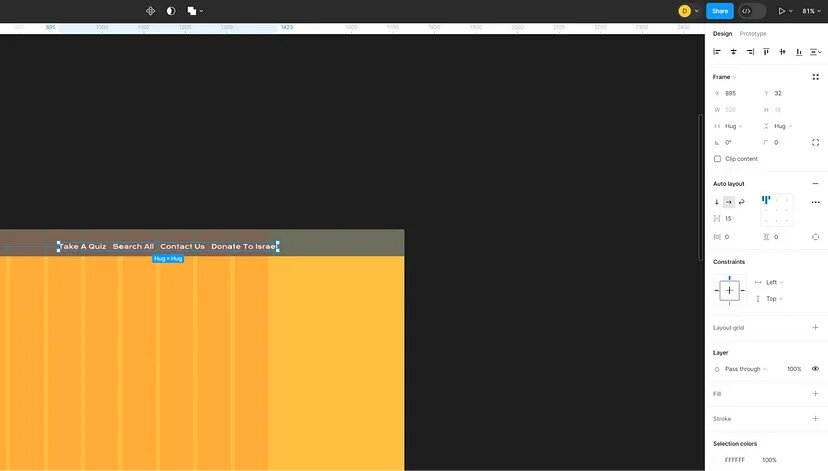 D Share 81%
800 895 1000 1100 1200 1300 1423 1600 1700 1800 1900 2000 2100 2200 2300 2400
Design Prototype
Frame
X 895 Y 32
W 528 H 19
Hug Hug
0° 0
Clip content
Auto layout
15
0 0
Take A Quiz Search All Contact Us Donate To Israel
Hug × Hug
Constraints
Left
Top
Layout grid
Layer
Pass through 100%
Fill
Stroke
Selection colors
FFFFFF 100%